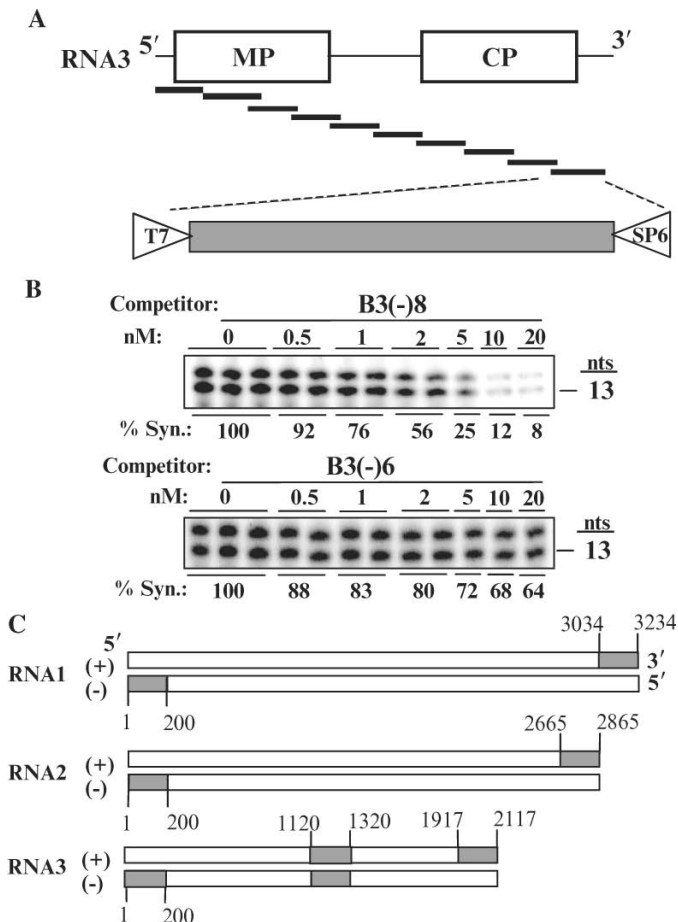 A
5′ 3′
RNA3 MP CP
T7 SP6
B
Competitor: B3(-)8
nM: 0 0.5 1 2 5 10 20
nts
13
% Syn.: 100 92 76 56 25 12 8
Competitor: B3(-)6
nM: 0 0.5 1 2 5 10 20
nts
13
% Syn.: 100 88 83 80 72 68 64
C
5′ 3034 3234
RNA1 (+) 3′
(-) 5′
1 200
2665 2865
RNA2 (+)
(-)
1 200 1120 1320 1917 2117
RNA3 (+)
(-)
1 200